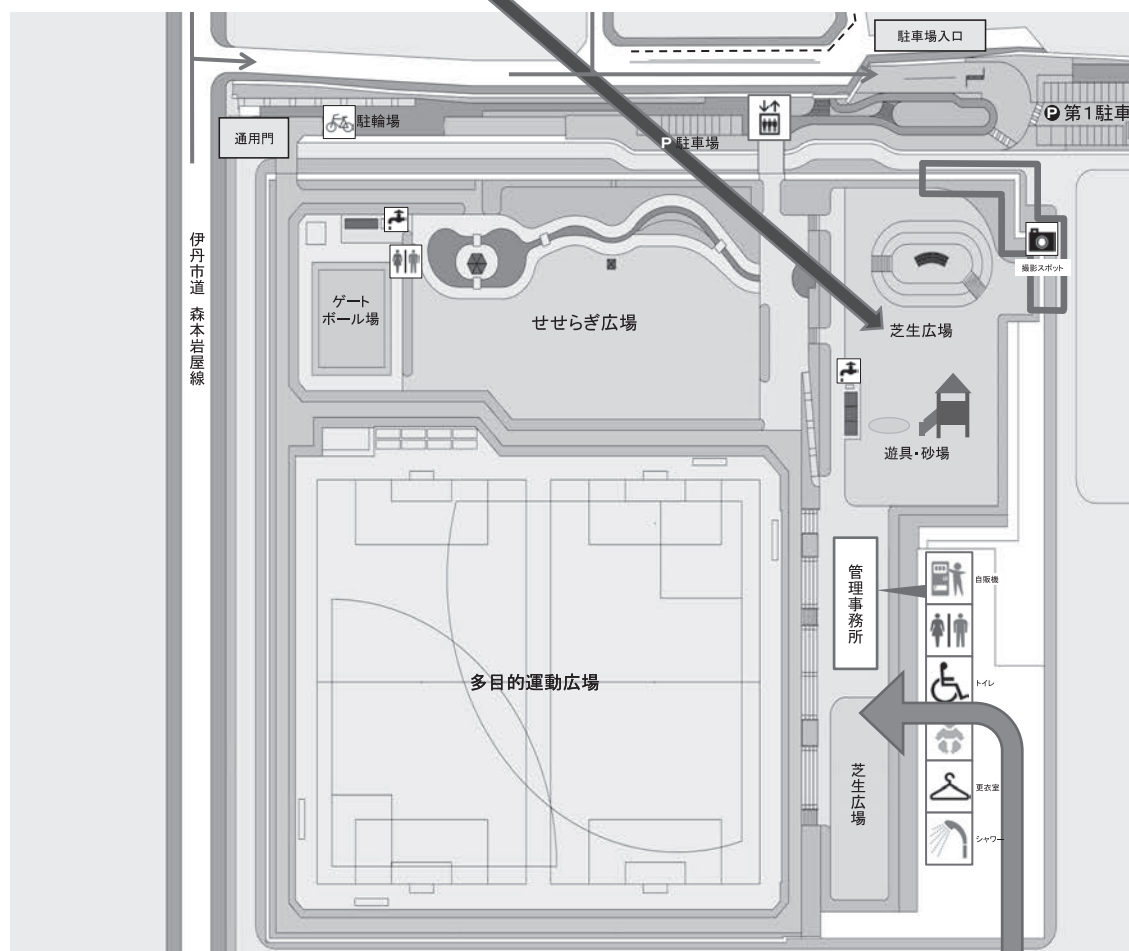 駐車場入口
P 第1駐車
駐輪場
通用門
P 駐車場
伊丹市道 森本岩屋線
撮影スポット
ゲート
ボール場
せせらぎ広場
芝生広場
遊具・砂場
管理事務所
自販機
多目的運動広場
トイレ
芝生広場
更衣室
シャワー